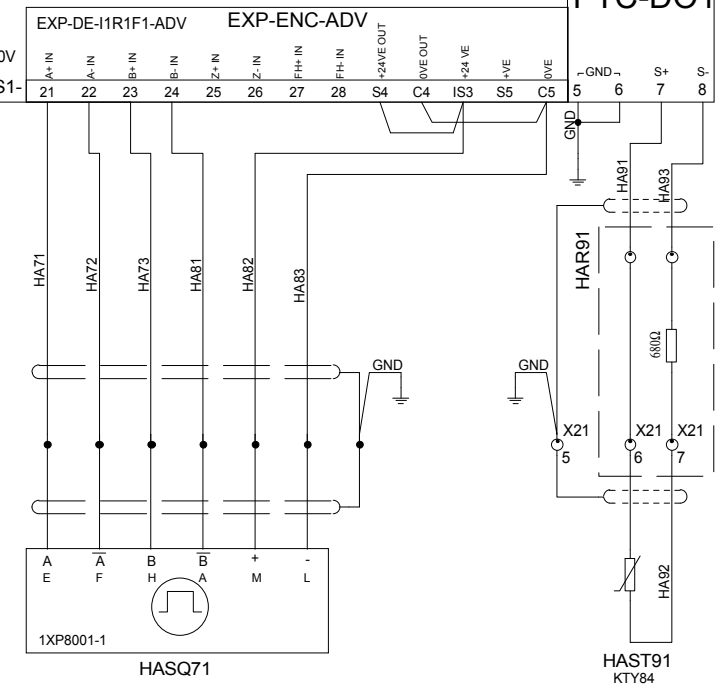 EXP-DE-I1R1F1-ADV EXP-ENC-ADV
A+ IN A- IN B+ IN B- IN Z+ IN Z- IN FH+ IN FH- IN +24VE OUT 0VE OUT +24 VE +VE 0VE GND S+ S-
S1- 21 22 23 24 25 26 27 28 S4 C4 IS3 S5 C5 5 6 7 8
GND
HA91 HA93
HA71 HA72 HA73 HA81 HA82 HA83 HAR91
680Ω
GND GND
X21 X21 X21
5 6 7
A A B B + -
E F H A M L
HA92
1XP8001-1
HASQ71 HAST91
KTY84